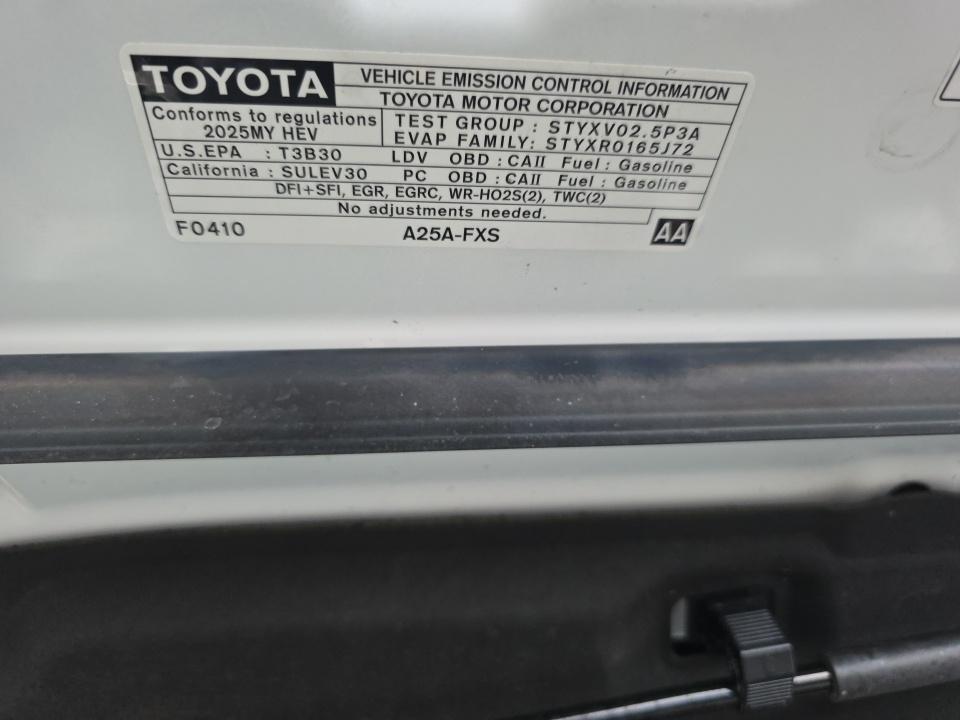 TOYOTA
VEHICLE EMISSION CONTROL INFORMATION
TOYOTA MOTOR CORPORATION
Conforms to regulations
2025MY HEV
TEST GROUP : STYXV02.5P3A
EVAP FAMILY: STYXR0165J72
U.S.EPA : T3B30 LDV OBD : CAII Fuel : Gasoline
California : SULEV30 PC OBD : CAII Fuel : Gasoline
DFI+SFI, EGR, EGRC, WR-HO2S(2), TWC(2)
No adjustments needed.
F0410 A25A-FXS AA